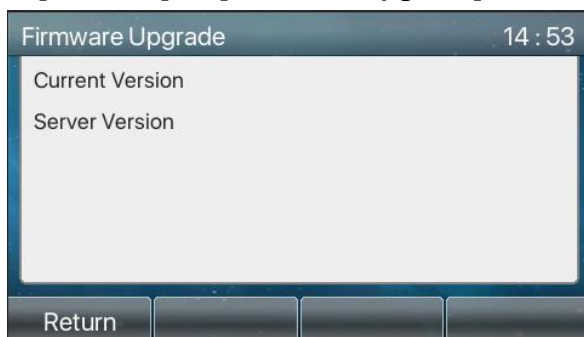 Firmware Upgrade 14 : 53
Current Version
Server Version
Return